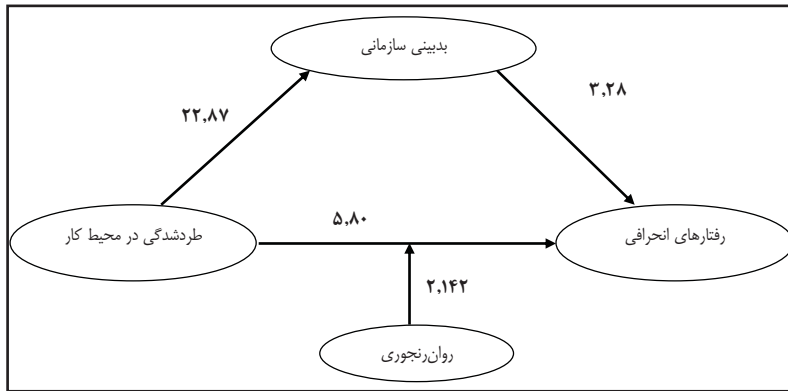 بدبینی سازمانی
۳,۲۸
۲۲,۸۷
طردشدگی در محیط کار
۵,۸۰
رفتارهای انحرافی
۲,۱۴۲
روان‌رنجوری